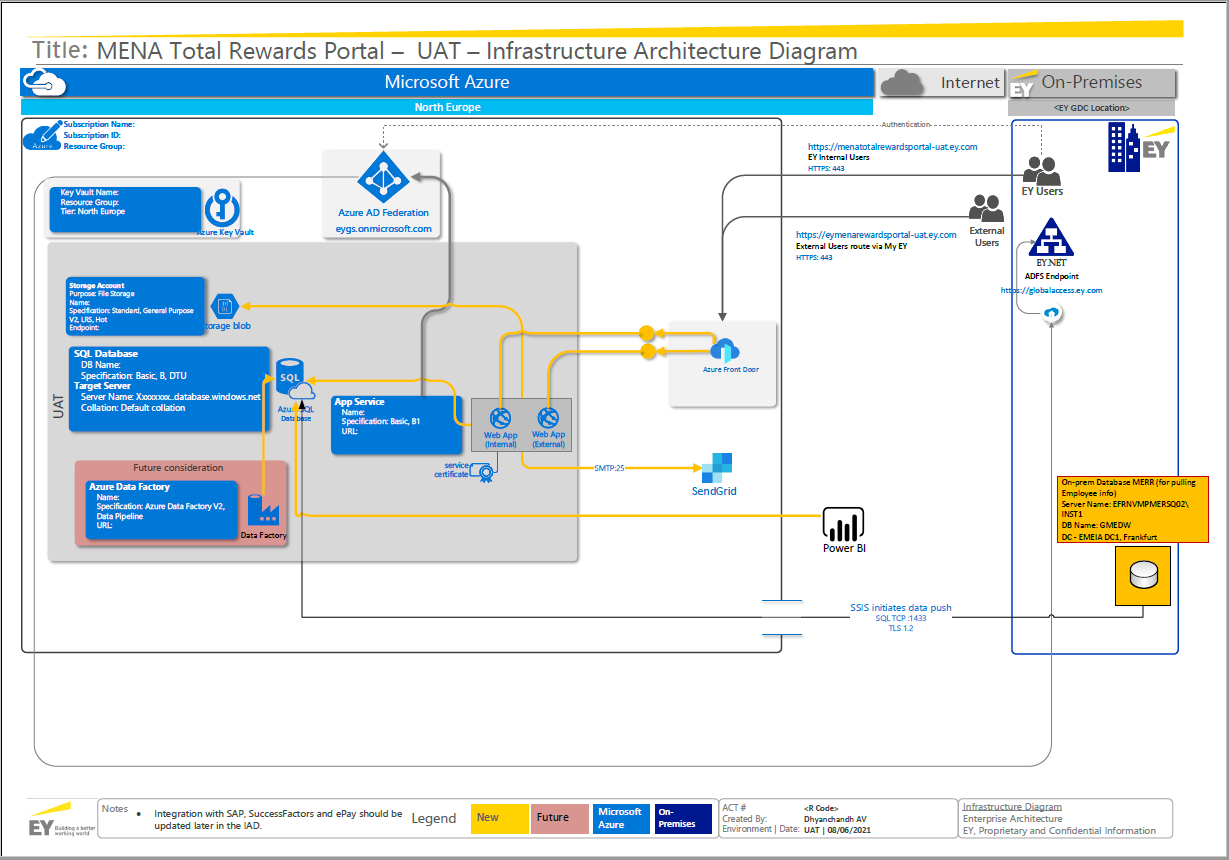 Title: MENA Total Rewards Portal – UAT – Infrastructure Architecture Diagram
Microsoft Azure
Internet
EY
On-Premises
North Europe
<EY GDC Location>
Azure
Subscription Name:
Subscription ID:
Resource Group:
Authentication
https://menatotalrewardsportal-uat.ey.com
EY Internal Users
HTTPS: 443
EY
EY Users
Key Vault Name:
Resource Group:
Tier: North Europe
Azure Key Vault
Azure AD Federation
eygs.onmicrosoft.com
https://eymenarewardsportal-uat.ey.com
External Users route via My EY
HTTPS: 443
External
Users
EY.NET
ADFS Endpoint
https://globalaccess.ey.com
Storage Account
Purpose: File Storage
Name:
Specification: Standard, General Purpose
V2, LRS, Hot
Endpoint:
torage blob
Azure Front Door
SQL Database
DB Name:
Specification: Basic, B, DTU
Target Server
Server Name: Xxxxxxxx.database.windows.net
Collation: Default collation
SQL
Azure SQL
Database
UAT
App Service
Name:
Specification: Basic, B1
URL:
Web App
(Internal)
Web App
(External)
service
certificate
SMTP:25
SendGrid
Future consideration
Azure Data Factory
Name:
Specification: Azure Data Factory V2,
Data Pipeline
URL:
Data Factory
Power BI
On-prem Database MERR (for pulling
Employee info)
Server Name: EFRNVMPMERSQ02\
INST1
DB Name: GMEDW
DC - EMEIA DC1, Frankfurt
SSIS initiates data push
SQL TCP :1433
TLS 1.2
EY
Building a better
working world
Notes
• Integration with SAP, SuccessFactors and ePay should be
updated later in the IAD.
Legend
New
Future
Microsoft
Azure
On-
Premises
ACT # <R Code>
Created By: Dhyanchandh AV
Environment | Date: UAT | 08/06/2021
Infrastructure Diagram
Enterprise Architecture
EY, Proprietary and Confidential Information